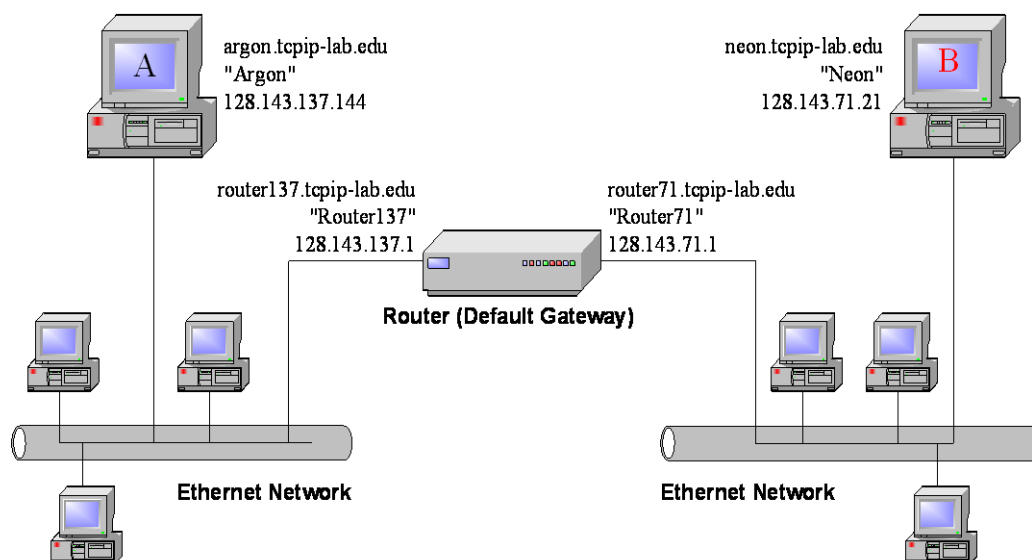 A
argon.tcpip-lab.edu
"Argon"
128.143.137.144
neon.tcpip-lab.edu
"Neon"
128.143.71.21
B
router137.tcpip-lab.edu
"Router137"
128.143.137.1
router71.tcpip-lab.edu
"Router71"
128.143.71.1
Router (Default Gateway)
Ethernet Network
Ethernet Network